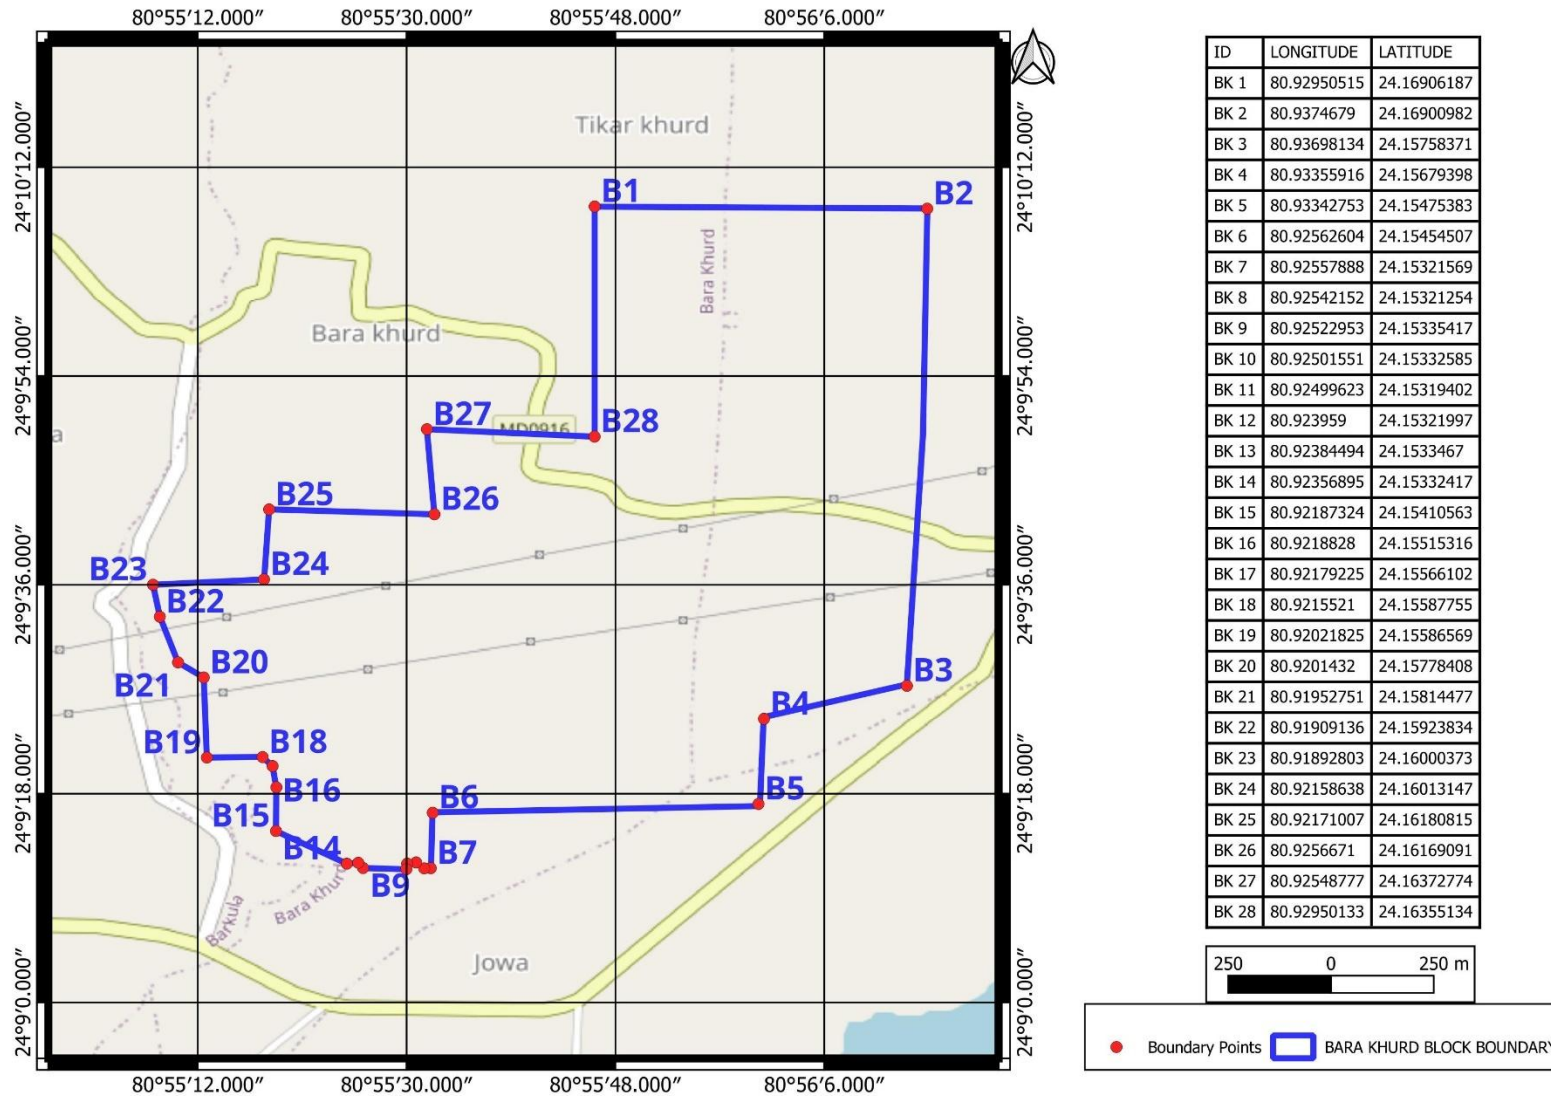 80°55′12.000″ 80°55′30.000″ 80°55′48.000″ 80°56′6.000″
24°10′12.000″
24°9′54.000″
24°9′36.000″
24°9′18.000″
24°9′0.000″
Tikar khurd
B1
B2
Bara Khurd
Bara khurd
B27
MD0916
B28
a
B25
B26
B23
B24
B22
B20
B21
B3
B4
B19
B18
B16
B5
B6
B15
B14
B7
B9
Bara Khurd
Barkula
Jowa
24°10′12.000″
24°9′54.000″
24°9′36.000″
24°9′18.000″
24°9′0.000″
80°55′12.000″ 80°55′30.000″ 80°55′48.000″ 80°56′6.000″
ID LONGITUDE LATITUDE
BK 1 80.92950515 24.16906187
BK 2 80.9374679 24.16900982
BK 3 80.93698134 24.15758371
BK 4 80.93355916 24.15679398
BK 5 80.93342753 24.15475383
BK 6 80.92562604 24.15454507
BK 7 80.92557888 24.15321569
BK 8 80.92542152 24.15321254
BK 9 80.92522953 24.15335417
BK 10 80.92501551 24.15332585
BK 11 80.92499623 24.15319402
BK 12 80.923959 24.15321997
BK 13 80.92384494 24.1533467
BK 14 80.92356895 24.15332417
BK 15 80.92187324 24.15410563
BK 16 80.9218828 24.15515316
BK 17 80.92179225 24.15566102
BK 18 80.9215521 24.15587755
BK 19 80.92021825 24.15586569
BK 20 80.9201432 24.15778408
BK 21 80.91952751 24.15814477
BK 22 80.91909136 24.15923834
BK 23 80.91892803 24.16000373
BK 24 80.92158638 24.16013147
BK 25 80.92171007 24.16180815
BK 26 80.9256671 24.16169091
BK 27 80.92548777 24.16372774
BK 28 80.92950133 24.16355134
250 0 250 m
Boundary Points BARA KHURD BLOCK BOUNDARY